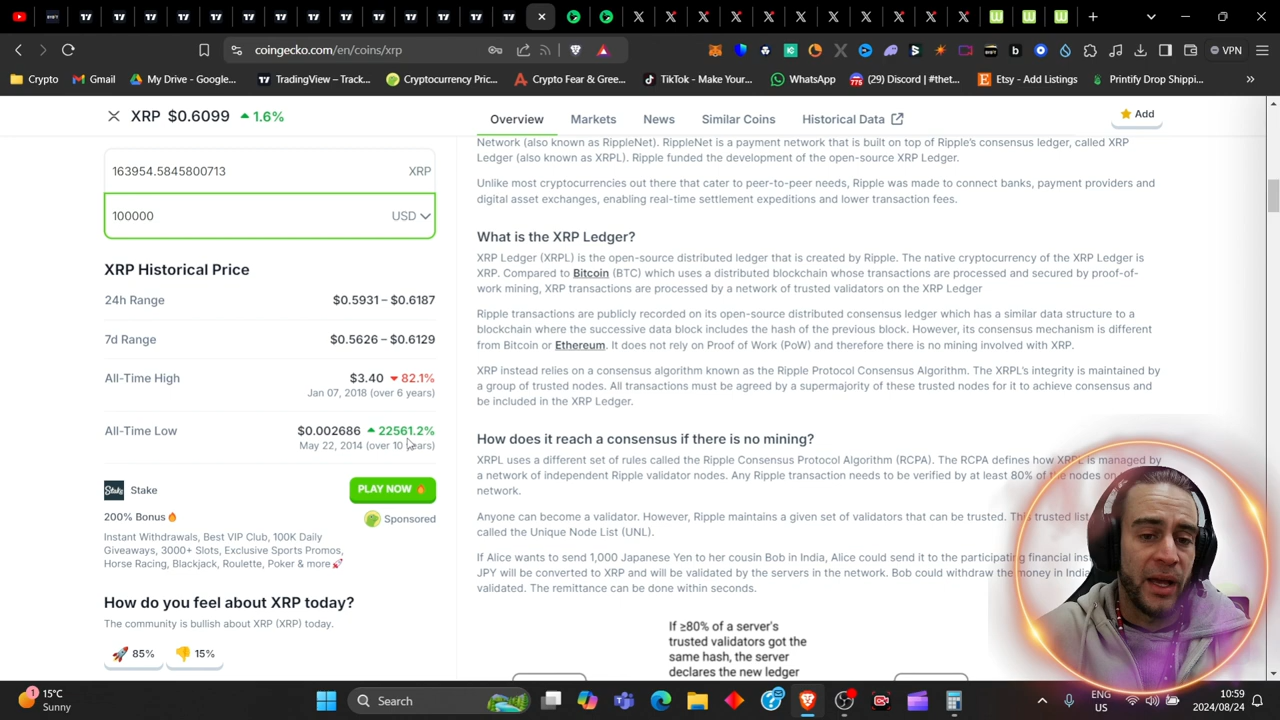 coingecko.com/en/coins/xrp
VPN
Crypto
Gmail
My Drive - Google...
TradingView – Track...
Cryptocurrency Pric...
Crypto Fear & Gree...
TikTok - Make Your...
WhatsApp
(29) Discord | #thet...
Etsy - Add Listings
Printify Drop Shippi...
XRP $0.6099 1.6%
Overview
Markets
News
Similar Coins
Historical Data
Add
163954.5845800713 XRP
100000 USD
XRP Historical Price
24h Range $0.5931 – $0.6187
7d Range $0.5626 – $0.6129
All-Time High $3.40 82.1%
Jan 07, 2018 (over 6 years)
All-Time Low $0.002686 22561.2%
May 22, 2014 (over 10 years)
Stake
Stake
PLAY NOW
200% Bonus
Sponsored
Instant Withdrawals, Best VIP Club, 100K Daily
Giveaways, 3000+ Slots, Exclusive Sports Promos,
Horse Racing, Blackjack, Roulette, Poker & more
How do you feel about XRP today?
The community is bullish about XRP (XRP) today.
85%
15%
Network (also known as RippleNet). RippleNet is a payment network that is built on top of Ripple's consensus ledger, called XRP
Ledger (also known as XRPL). Ripple funded the development of the open-source XRP Ledger.
Unlike most cryptocurrencies out there that cater to peer-to-peer needs, Ripple was made to connect banks, payment providers and
digital asset exchanges, enabling real-time settlement expeditions and lower transaction fees.
What is the XRP Ledger?
XRP Ledger (XRPL) is the open-source distributed ledger that is created by Ripple. The native cryptocurrency of the XRP Ledger is
XRP. Compared to Bitcoin (BTC) which uses a distributed blockchain whose transactions are processed and secured by proof-of-
work mining, XRP transactions are processed by a network of trusted validators on the XRP Ledger
Ripple transactions are publicly recorded on its open-source distributed consensus ledger which has a similar data structure to a
blockchain where the successive data block includes the hash of the previous block. However, its consensus mechanism is different
from Bitcoin or Ethereum. It does not rely on Proof of Work (PoW) and therefore there is no mining involved with XRP.
XRP instead relies on a consensus algorithm known as the Ripple Protocol Consensus Algorithm. The XRPL's integrity is maintained by
a group of trusted nodes. All transactions must be agreed by a supermajority of these trusted nodes for it to achieve consensus and
be included in the XRP Ledger.
How does it reach a consensus if there is no mining?
XRPL uses a different set of rules called the Ripple Consensus Protocol Algorithm (RCPA). The RCPA defines how XRPL is managed by
a network of independent Ripple validator nodes. Any Ripple transaction needs to be verified by at least 80% of the nodes on
network.
Anyone can become a validator. However, Ripple maintains a given set of validators that can be trusted. This trusted list
called the Unique Node List (UNL).
If Alice wants to send 1,000 Japanese Yen to her cousin Bob in India, Alice could send it to the participating financial
JPY will be converted to XRP and will be validated by the servers in the network. Bob could withdraw the money in India
validated. The remittance can be done within seconds.
If ≥80% of a server's
trusted validators got the
same hash, the server
declares the new ledger
15°C
Sunny
Search
ENG
US
10:59
2024/08/24